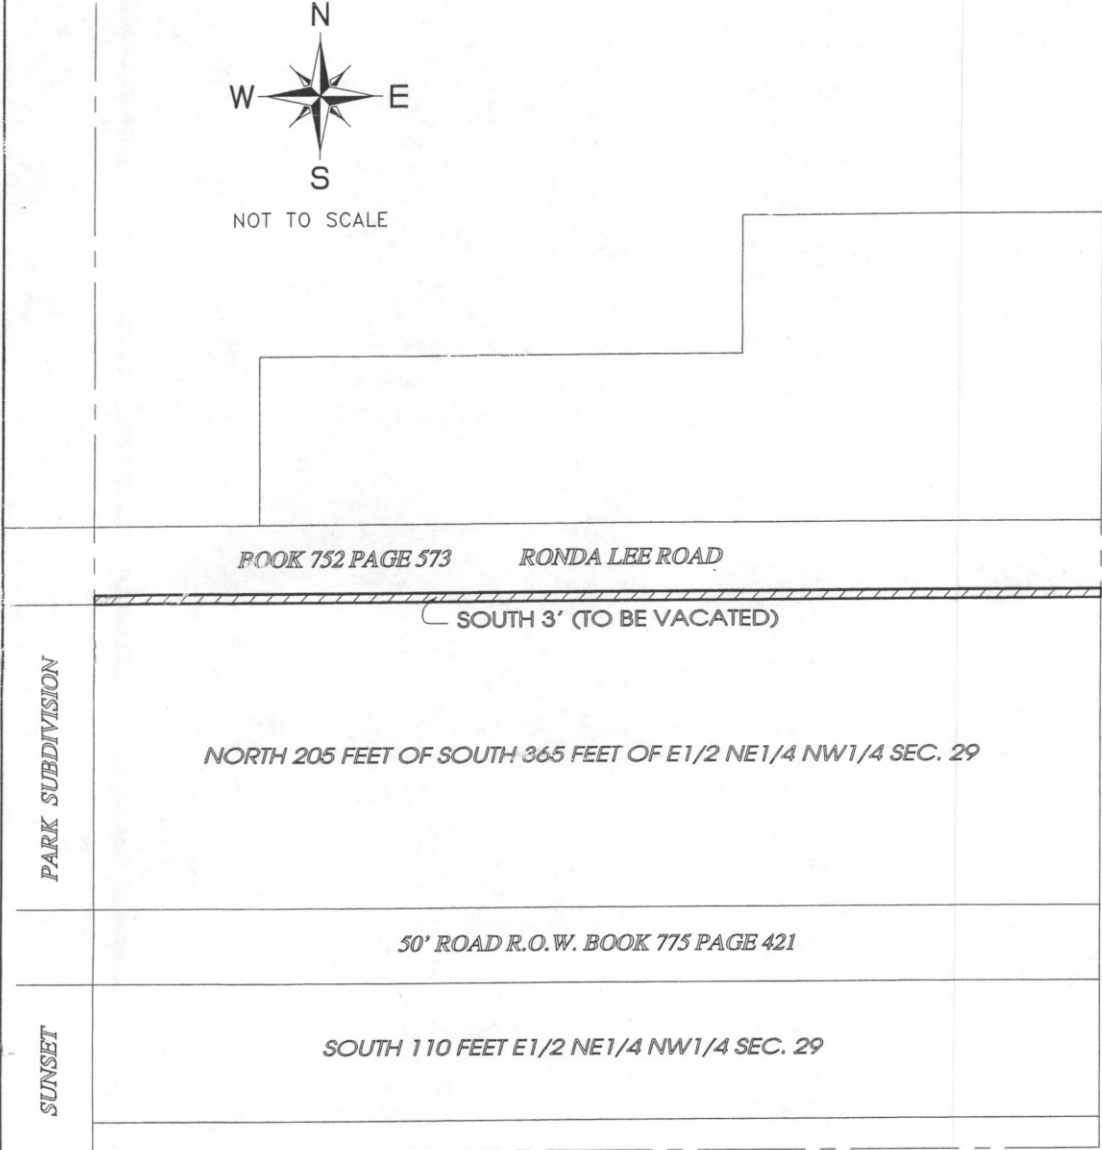 N
W E
S
NOT TO SCALE
BOOK 752 PAGE 573 RONDA LEE ROAD
SOUTH 3' (TO BE VACATED)
PARK SUBDIVISION
NORTH 205 FEET OF SOUTH 365 FEET OF E1/2 NE1/4 NW1/4 SEC. 29
50' ROAD R.O.W. BOOK 775 PAGE 421
SUNSET
SOUTH 110 FEET E1/2 NE1/4 NW1/4 SEC. 29